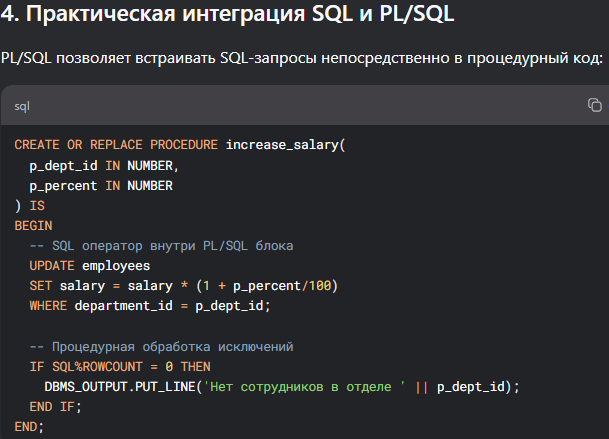 4. Практическая интеграция SQL и PL/SQL
PL/SQL позволяет встраивать SQL-запросы непосредственно в процедурный код:
sql
CREATE OR REPLACE PROCEDURE increase_salary(
  p_dept_id IN NUMBER,
  p_percent IN NUMBER
) IS
BEGIN
  -- SQL оператор внутри PL/SQL блока
  UPDATE employees
  SET salary = salary * (1 + p_percent/100)
  WHERE department_id = p_dept_id;

  -- Процедурная обработка исключений
  IF SQL%ROWCOUNT = 0 THEN
    DBMS_OUTPUT.PUT_LINE('Нет сотрудников в отделе ' || p_dept_id);
  END IF;
END;